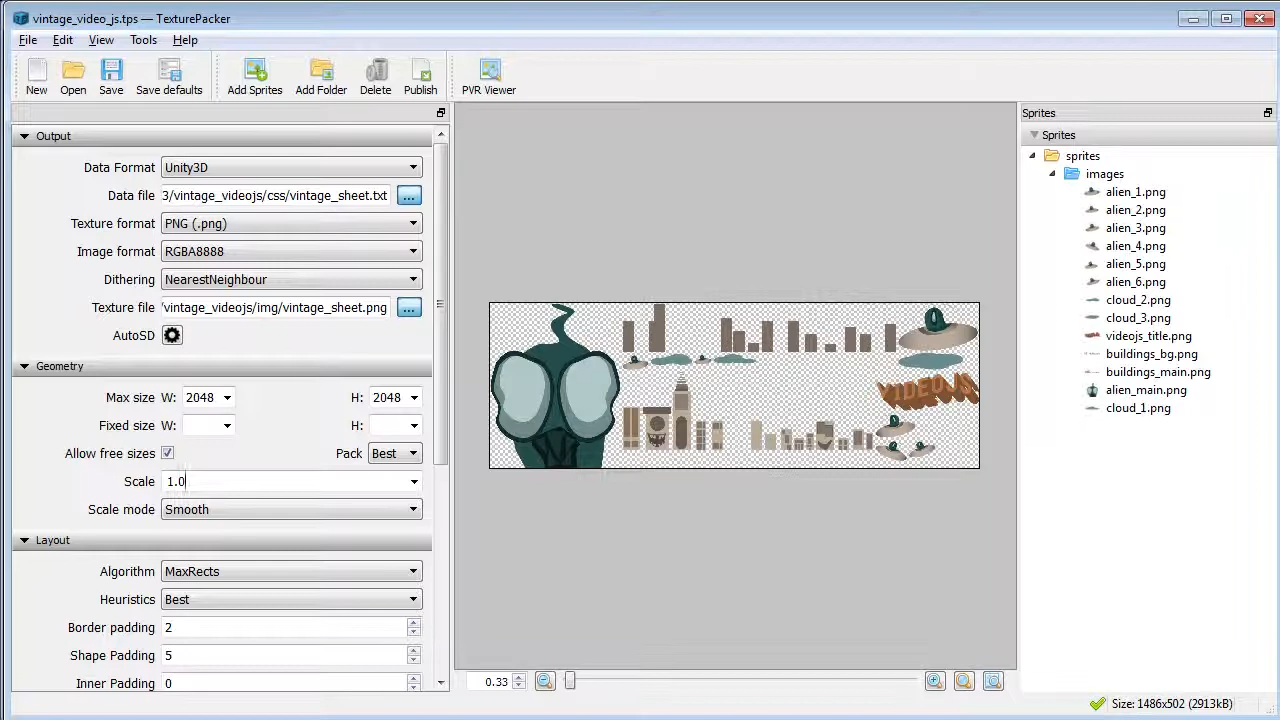 vintage_video_js.tps — TexturePacker
File Edit View Tools Help
New Open Save Save defaults Add Sprites Add Folder Delete Publish PVR Viewer
Output
Data Format Unity3D
Data file 3/vintage_videojs/css/vintage_sheet.txt ...
Texture format PNG (.png)
Image format RGBA8888
Dithering NearestNeighbour
Texture file vintage_videojs/img/vintage_sheet.png ...
AutoSD
Geometry
Max size W: 2048 H: 2048
Fixed size W: H:
Allow free sizes Pack Best
Scale 1.0
Scale mode Smooth
Layout
Algorithm MaxRects
Heuristics Best
Border padding 2
Shape Padding 5
Inner Padding 0
VIDEOJS
0.33
Sprites
Sprites
sprites
images
alien_1.png
alien_2.png
alien_3.png
alien_4.png
alien_5.png
alien_6.png
cloud_2.png
cloud_3.png
videojs_title.png
buildings_bg.png
buildings_main.png
alien_main.png
cloud_1.png
Size: 1486x502 (2913kB)